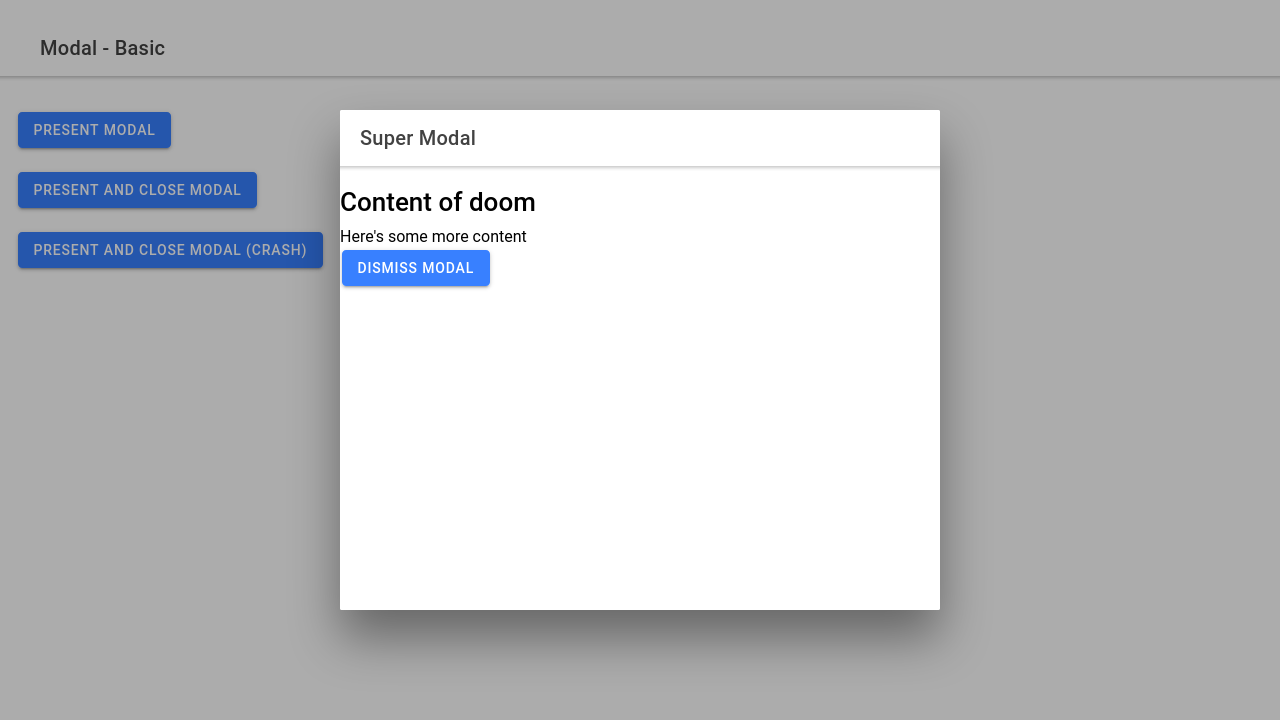 Modal - Basic
PRESENT MODAL
PRESENT AND CLOSE MODAL
PRESENT AND CLOSE MODAL (CRASH)
Super Modal
Content of doom
Here's some more content
DISMISS MODAL